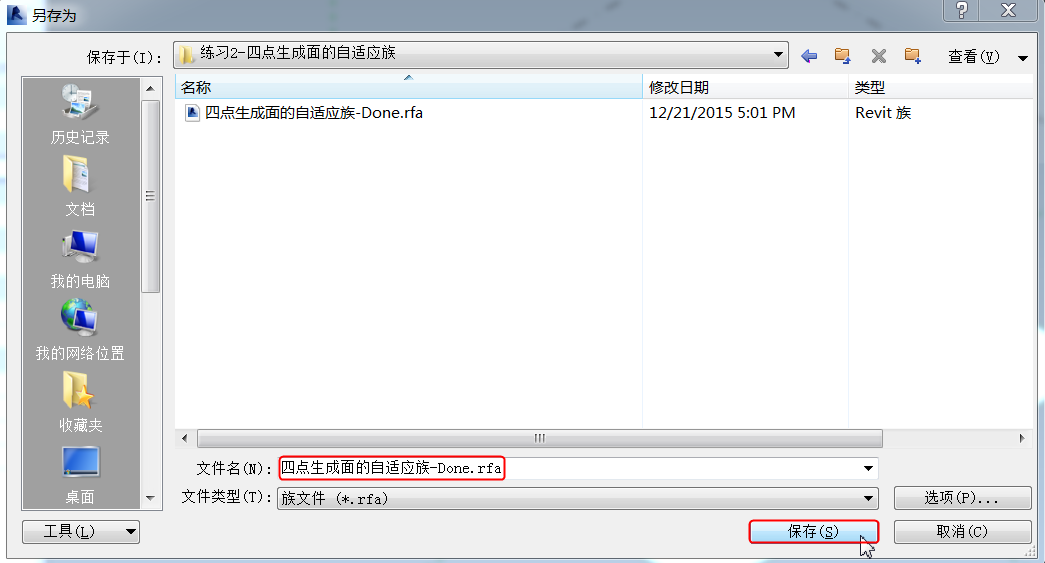 另存为
保存于(I):
练习2-四点生成面的自适应族
查看(V)
名称
修改日期
类型
四点生成面的自适应族-Done.rfa
12/21/2015 5:01 PM
Revit 族
历史记录
文档
我的电脑
我的网络位置
收藏夹
桌面
文件名(N):
四点生成面的自适应族-Done.rfa
文件类型(T):
族文件 (*.rfa)
选项(P)...
工具(L)
保存(S)
取消(C)